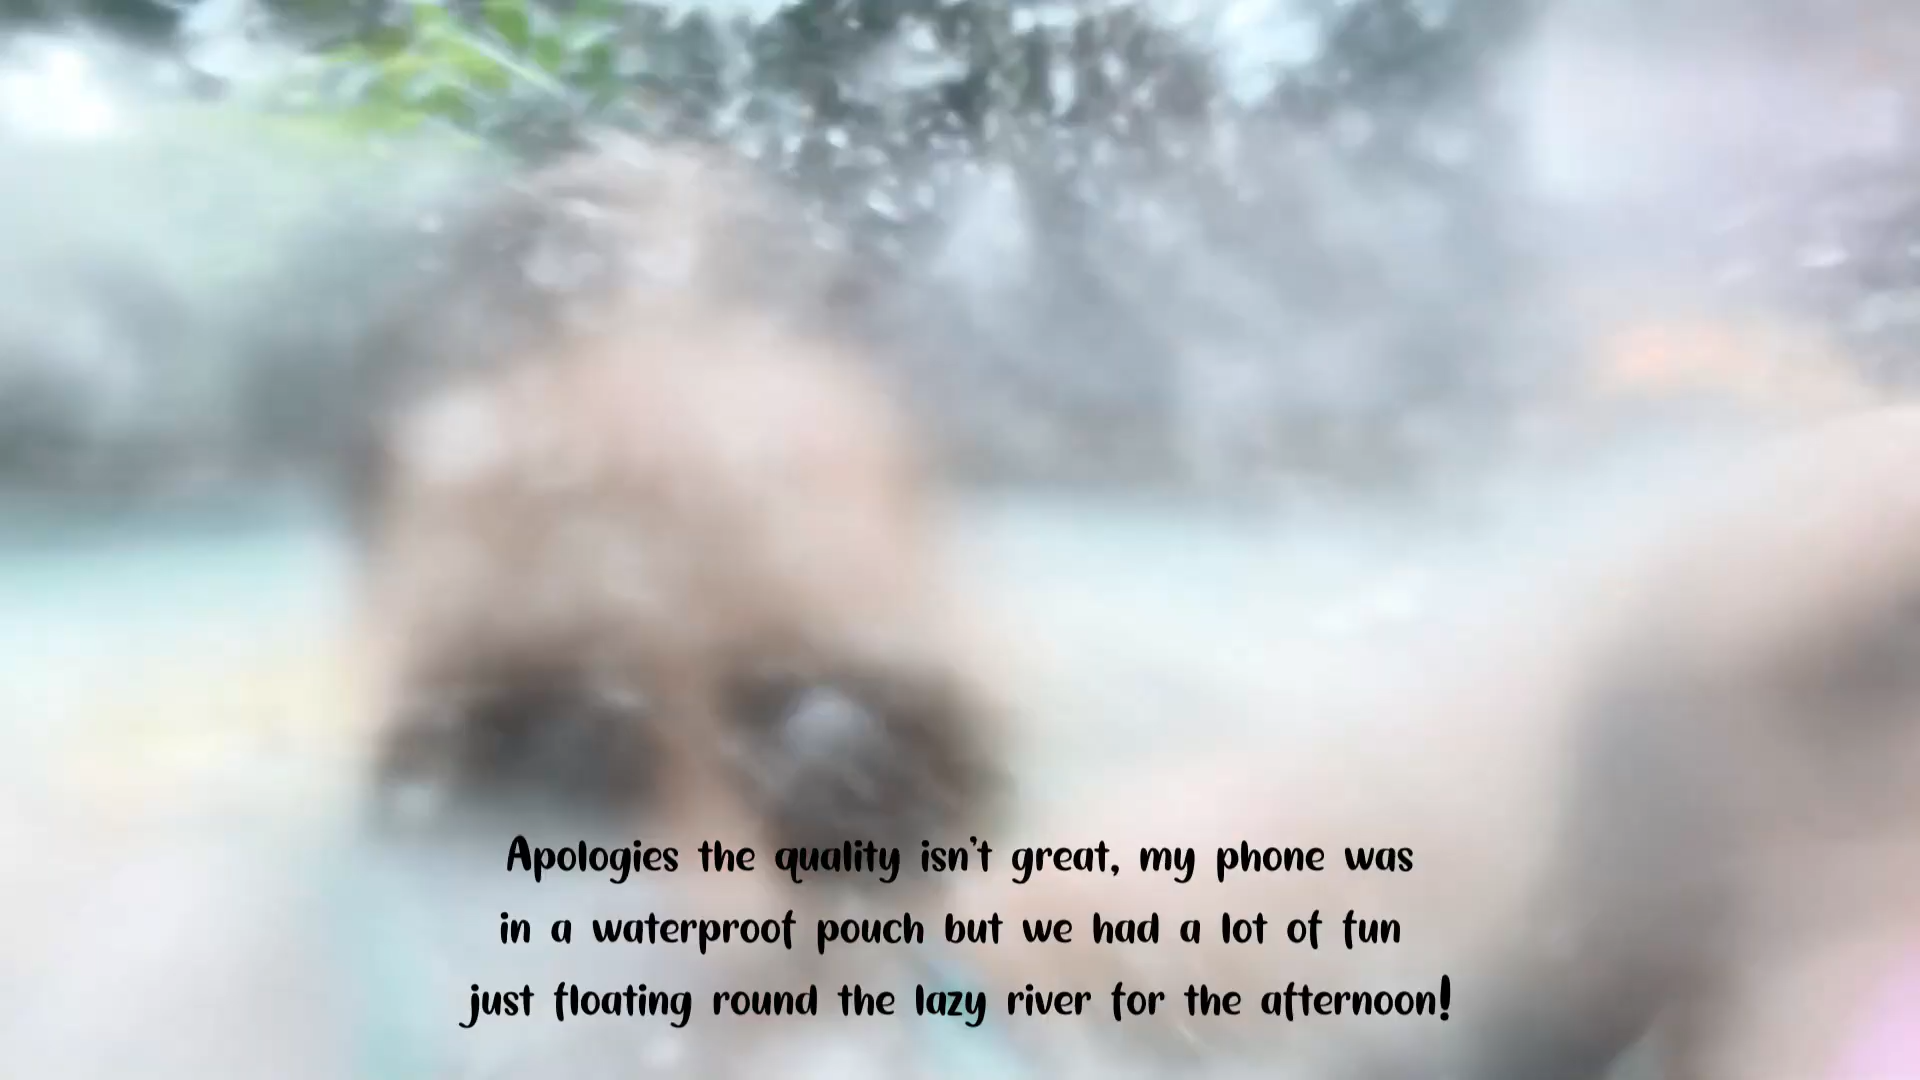 Apologies the quality isn't great, my phone was
in a waterproof pouch but we had a lot of fun
just floating round the lazy river for the afternoon!